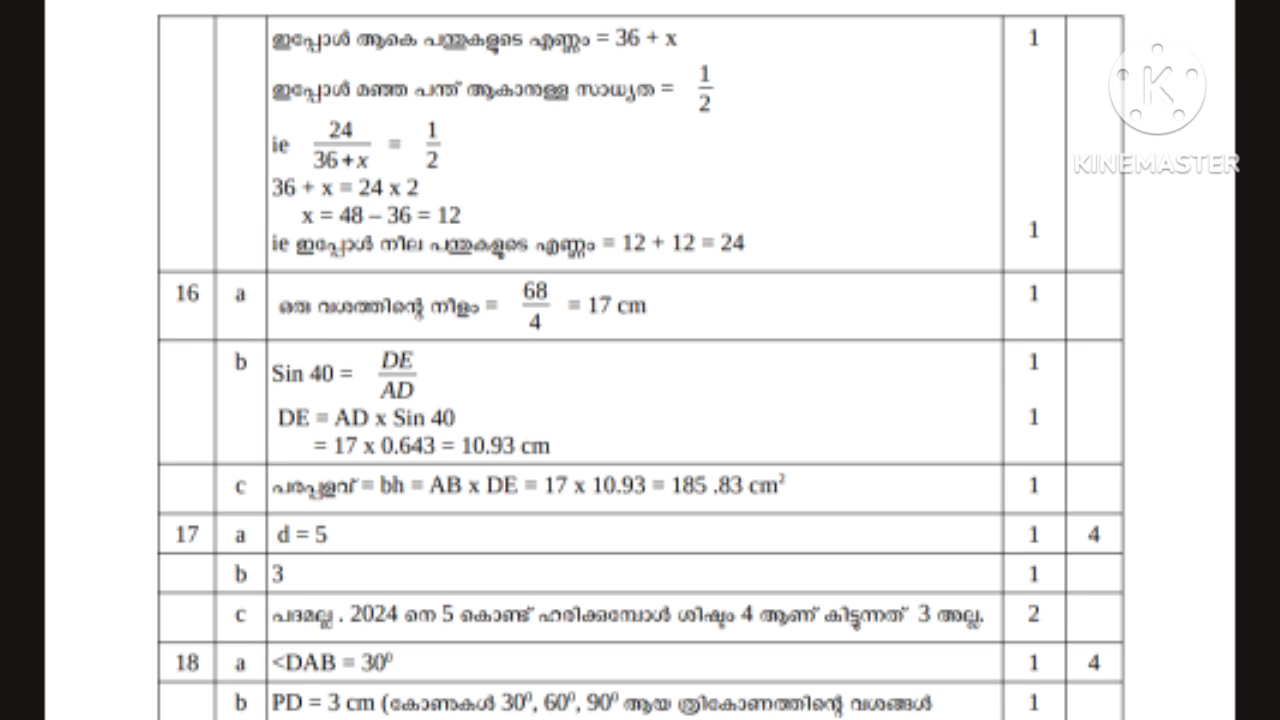 ഇപ്പോൾ ആകെ പന്തുകളുടെ എണ്ണം = 36 + x 1
ഇപ്പോൾ മഞ്ഞ പന്ത് ആകാനുള്ള സാധ്യത = 1/2
ie 24/36+x = 1/2
36 + x = 24 x 2
x = 48 – 36 = 12
ie ഇപ്പോൾ നീല പന്തുകളുടെ എണ്ണം = 12 + 12 = 24 1
16 a ഒരു വശത്തിന്റെ നീളം = 68/4 = 17 cm 1
b Sin 40 = DE/AD 1
DE = AD x Sin 40 1
= 17 x 0.643 = 10.93 cm
c പരപ്പളവ് = bh = AB x DE = 17 x 10.93 = 185 .83 cm² 1
17 a d = 5 1 4
b 3 1
c പദമല്ല . 2024 നെ 5 കൊണ്ട് ഹരിക്കുമ്പോൾ ശിഷ്ടം 4 ആണ് കിട്ടുന്നത് 3 അല്ല. 2
18 a <DAB = 30⁰ 1 4
b PD = 3 cm (കോണുകൾ 30⁰, 60⁰, 90⁰ ആയ ത്രികോണത്തിന്റെ വശങ്ങൾ 1
K
KINEMASTER